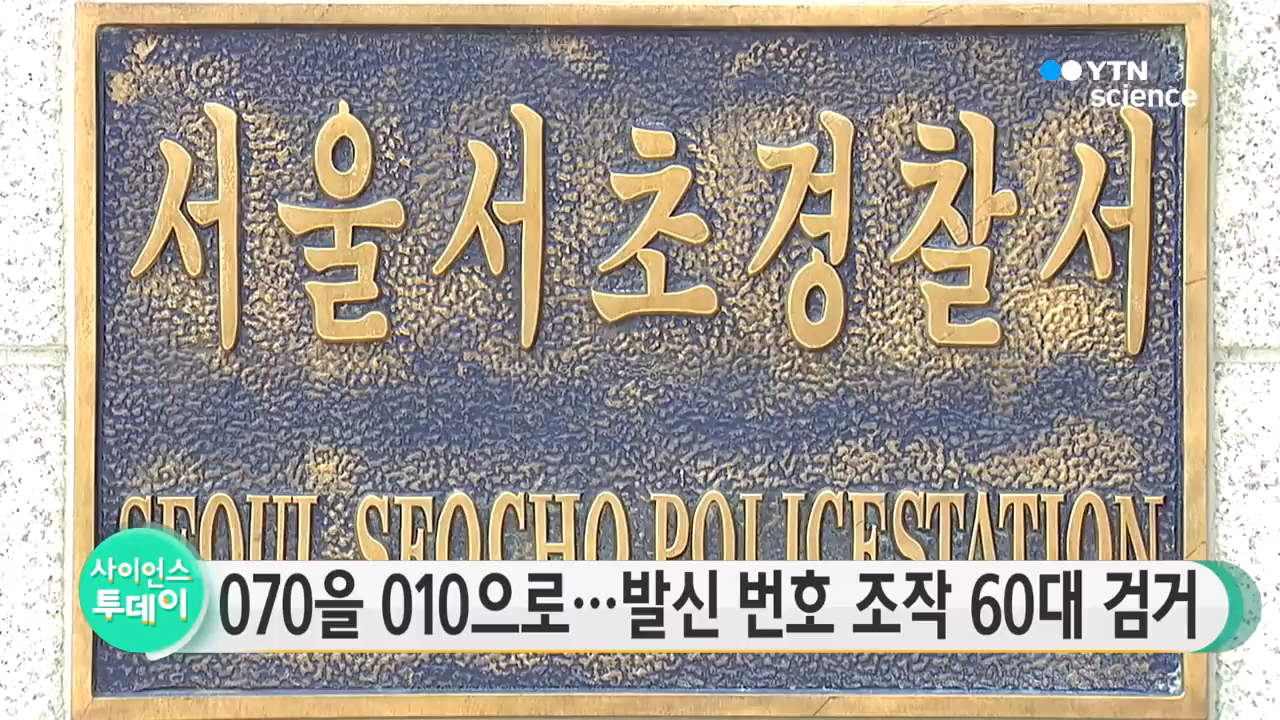 YTN
science
서울서초경찰서
SEOUL SEOCHO POLICE STATION
사이언스
투데이
070을 010으로…발신 번호 조작 60대 검거